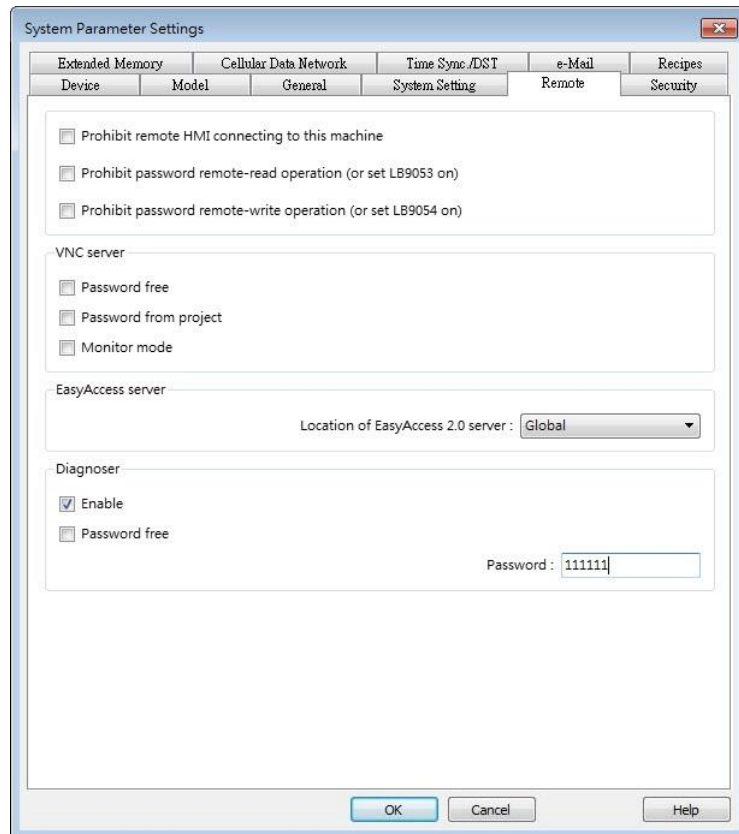 System Parameter Settings
Extended Memory Cellular Data Network Time Sync./DST e-Mail Recipes
Device Model General System Setting Remote Security
Prohibit remote HMI connecting to this machine
Prohibit password remote-read operation (or set LB9053 on)
Prohibit password remote-write operation (or set LB9054 on)
VNC server
Password free
Password from project
Monitor mode
EasyAccess server
Location of EasyAccess 2.0 server : Global
Diagnoser
Enable
Password free
Password : 111111
OK Cancel Help